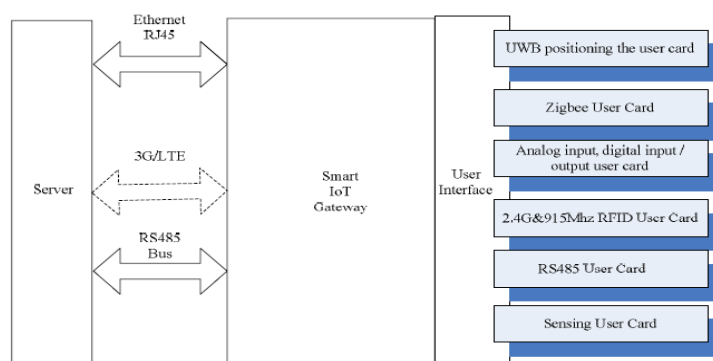 Ethernet
RJ45
3G/LTE
RS485
Bus
Server
Smart
IoT
Gateway
User
Interface
UWB positioning the user card
Zigbee User Card
Analog input, digital input /
output user card
2.4G&915Mhz RFID User Card
RS485 User Card
Sensing User Card